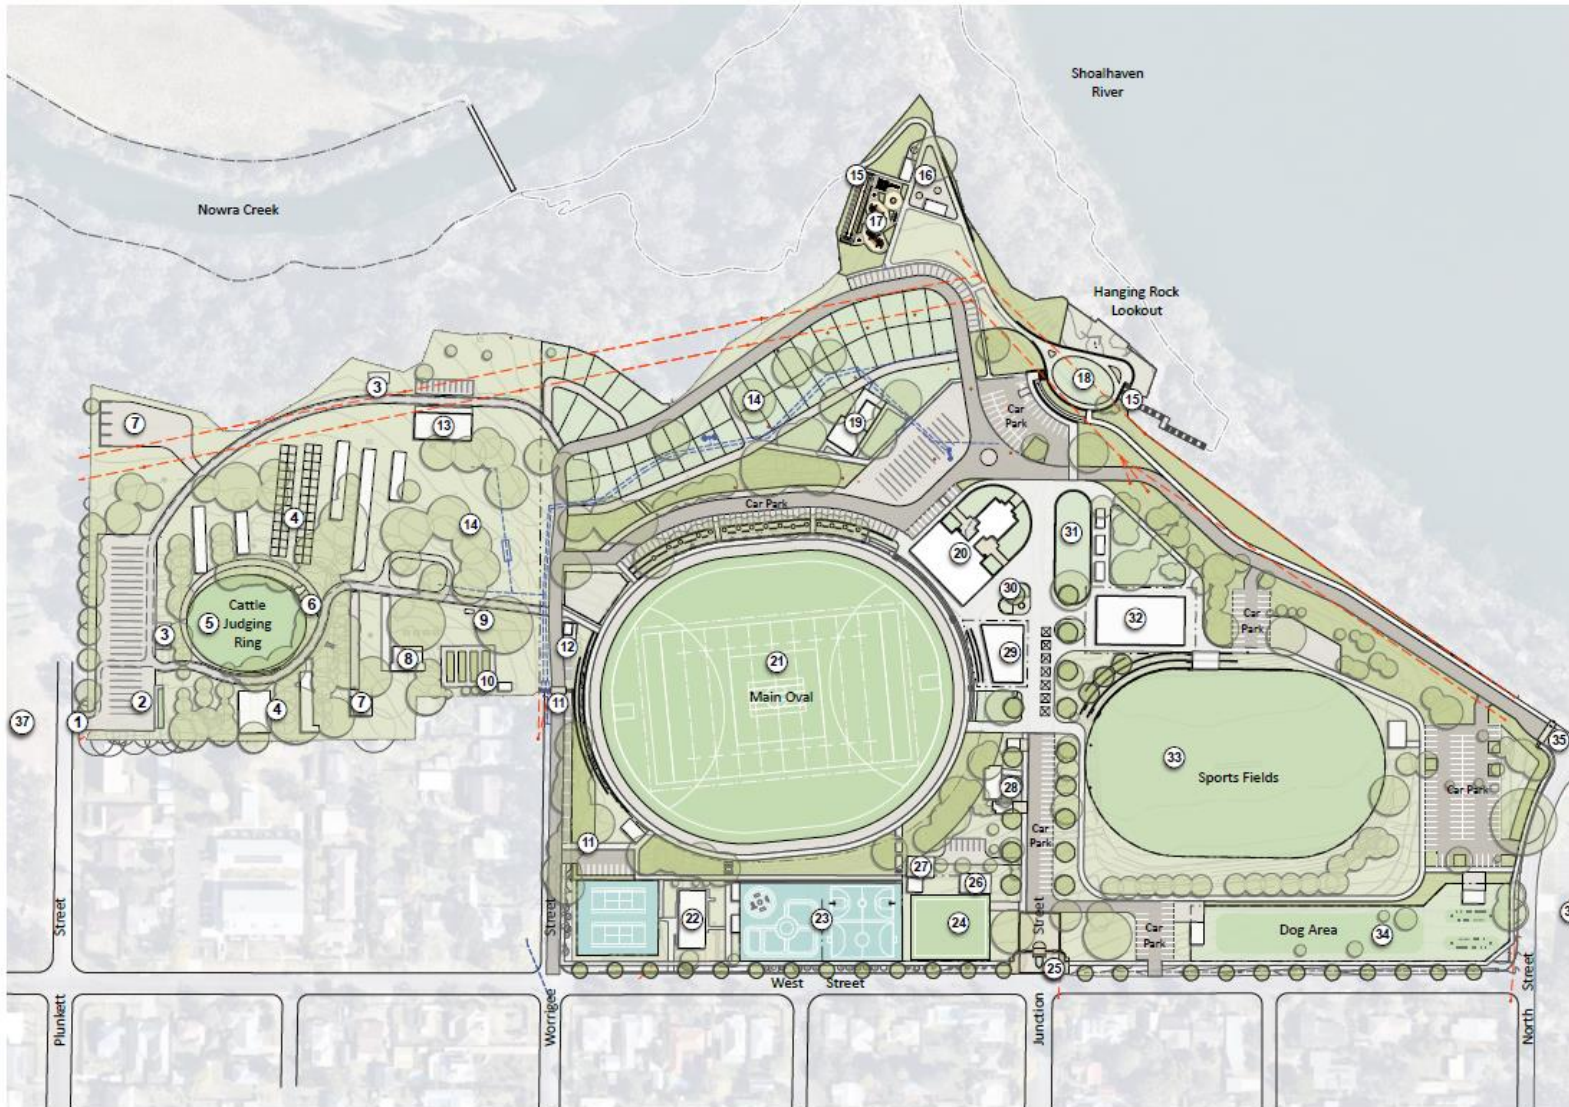 Shoalhaven
River
Nowra Creek
15
16
17
Hanging Rock
Lookout
3
18
15
7
14
Car
Park
13
19
4
14
Car Park
20
31
30
5
Cattle
Judging
Ring
6
9
12
32
Car
Park
3
8
29
21
Main Oval
10
2
4
7
11
1
37
33
Sports Fields
35
28
Car Park
Car
Park
11
27
26
22
23
24
Street
Street
Street
Car
Park
Dog Area
34
25
West Street
Street
Plunkett
Worrigee
Junction
North